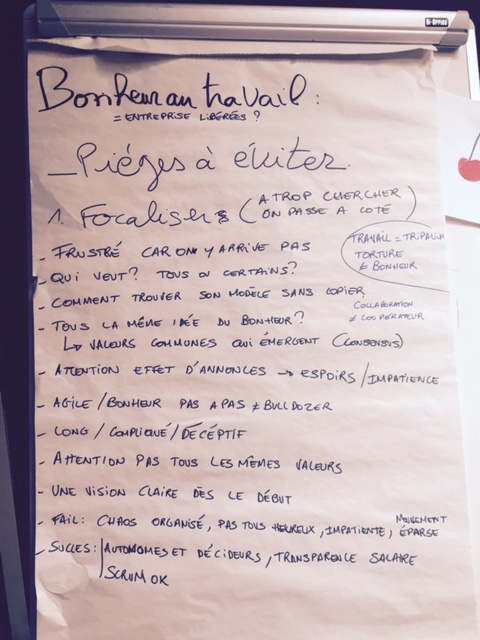 Bi-Office
Bonheur au travail :
= ENTREPRISE LIBÉRÉES ?
_ Pièges à éviter.
1. Focaliser (A TROP CHERCHER ON PASSE A COTÉ)
- FRUSTRÉ CAR ON Y ARRIVE PAS
TRAVAIL = TRIPALIUM
TORTURE
≠ BONHEUR
- QUI VEUT? TOUS OU CERTAINS?
- COMMENT TROUVER SON MODÈLE SANS COPIER
COLLABORATION
≠ COOPERATEUR
- TOUS LA MÊME IDÉE DU BONHEUR?
↳ VALEURS COMMUNES QUI ÉMERGENT (CONSENSUS)
- ATTENTION EFFET D'ANNONCES → ESPOIRS/IMPATIENCE
- AGILE/BONHEUR PAS A PAS ≠ BULLDOZER
- LONG/COMPLIQUÉ/DÉCÉPTIF
- ATTENTION PAS TOUS LES MÊMES VALEURS
- UNE VISION CLAIRE DÈS LE DÉBUT
- FAIL: CHAOS ORGANISÉ, PAS TOUS HEUREUX, IMPATIENTE, MOUVEMENT ÉPARSE
- SUCCES: AUTONOMES ET DÉCIDEURS, TRANSPARENCE SALAIRE
SCRUM OK